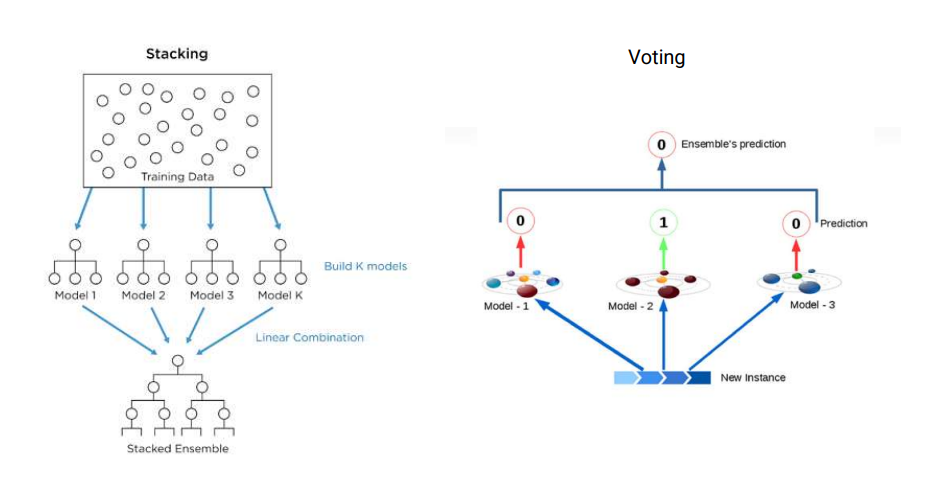 Stacking
Training Data
Model 1
Model 2
Model 3
Model K
Build K models
Linear Combination
Stacked Ensemble
Voting
0
Ensemble's prediction
0
1
0
Prediction
Model - 1
Model - 2
Model - 3
New Instance